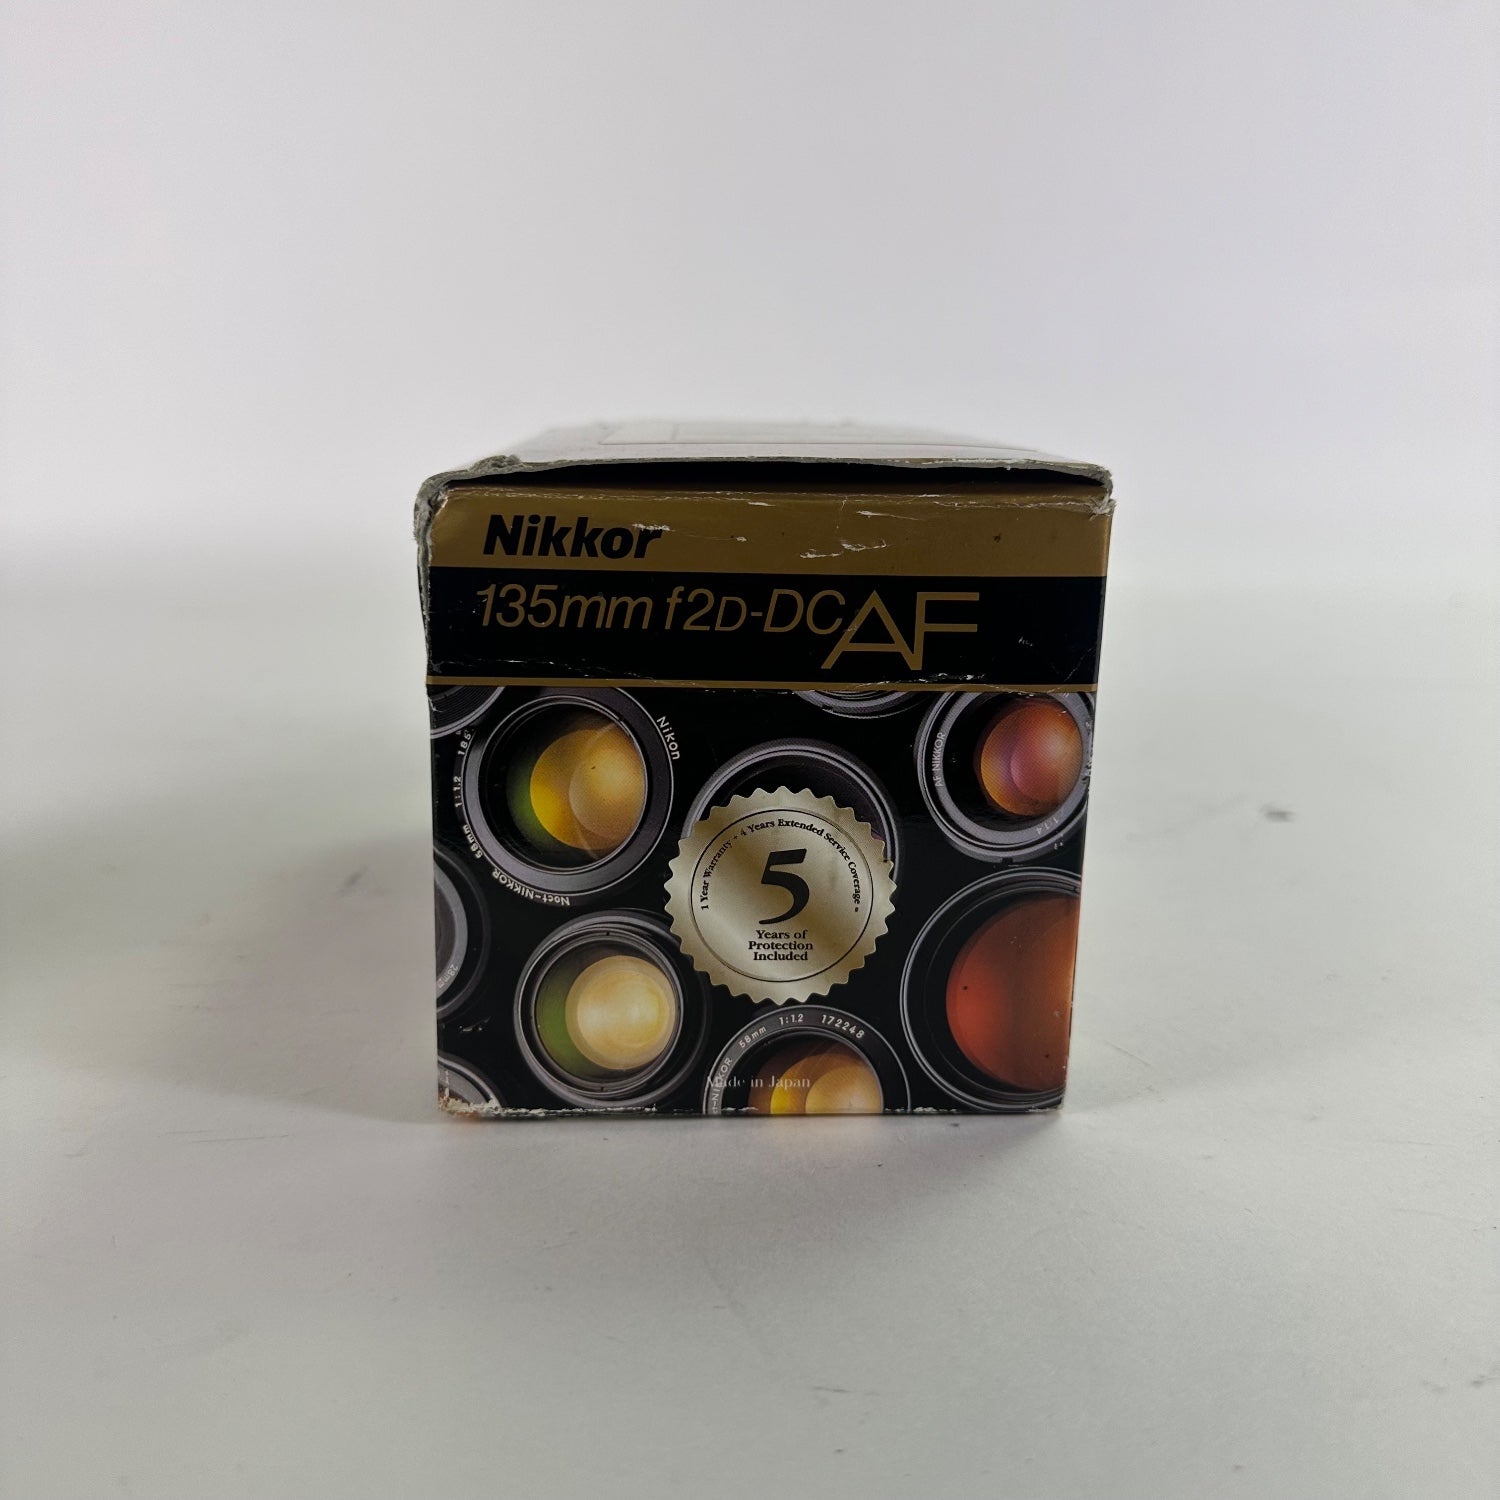 Nikkor
135mm f2D-DC AF
Nikon
58mm 1:1.2 185
Noct-NIKKOR
AF NIKKOR
1:1.4
1 Year Warranty + 4 Years Extended Service Coverage =
5
Years of
Protection
Included
28mm
58mm 1:1.2 172248
Made in Japan